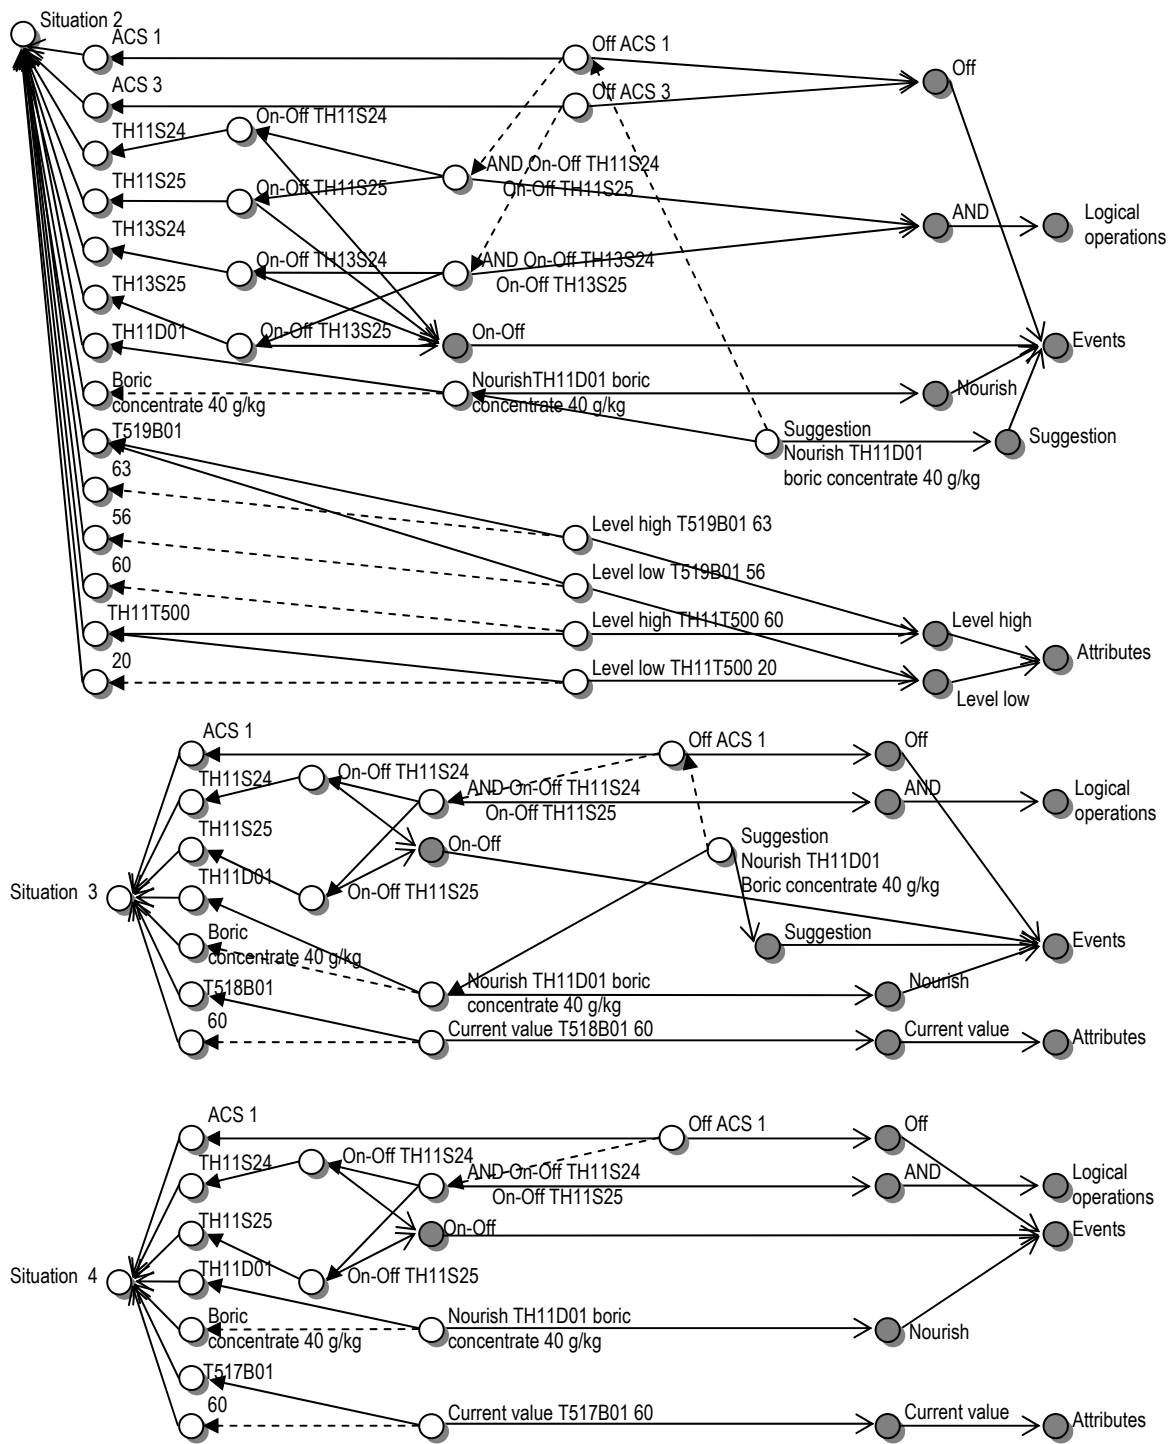 Situation 2
ACS 1
Off ACS 1
Off
ACS 3
Off ACS 3
TH11S24
On-Off TH11S24
AND On-Off TH11S24
On-Off TH11S25
TH11S25
On-Off TH11S25
AND
Logical
operations
TH13S24
On-Off TH13S24
AND On-Off TH13S24
On-Off TH13S25
TH13S25
On-Off TH13S25
TH11D01
On-Off
Events
Boric
concentrate 40 g/kg
NourishTH11D01 boric
concentrate 40 g/kg
Nourish
T519B01
Suggestion
Nourish TH11D01
boric concentrate 40 g/kg
Suggestion
63
56
60
Level high T519B01 63
Level low T519B01 56
TH11T500
Level high TH11T500 60
Level high
Attributes
20
Level low TH11T500 20
Level low
ACS 1
Off ACS 1
Off
TH11S24
On-Off TH11S24
AND On-Off TH11S24
On-Off TH11S25
AND
Logical
operations
TH11S25
On-Off
Suggestion
Nourish TH11D01
Boric concentrate 40 g/kg
Situation 3
TH11D01
On-Off TH11S25
Boric
concentrate 40 g/kg
Suggestion
Events
T518B01
Nourish TH11D01 boric
concentrate 40 g/kg
Nourish
60
Current value T518B01 60
Current value
Attributes
ACS 1
Off ACS 1
Off
TH11S24
On-Off TH11S24
AND On-Off TH11S24
On-Off TH11S25
AND
Logical
operations
TH11S25
On-Off
Events
Situation 4
TH11D01
On-Off TH11S25
Boric
concentrate 40 g/kg
Nourish TH11D01 boric
concentrate 40 g/kg
Nourish
T517B01
60
Current value T517B01 60
Current value
Attributes